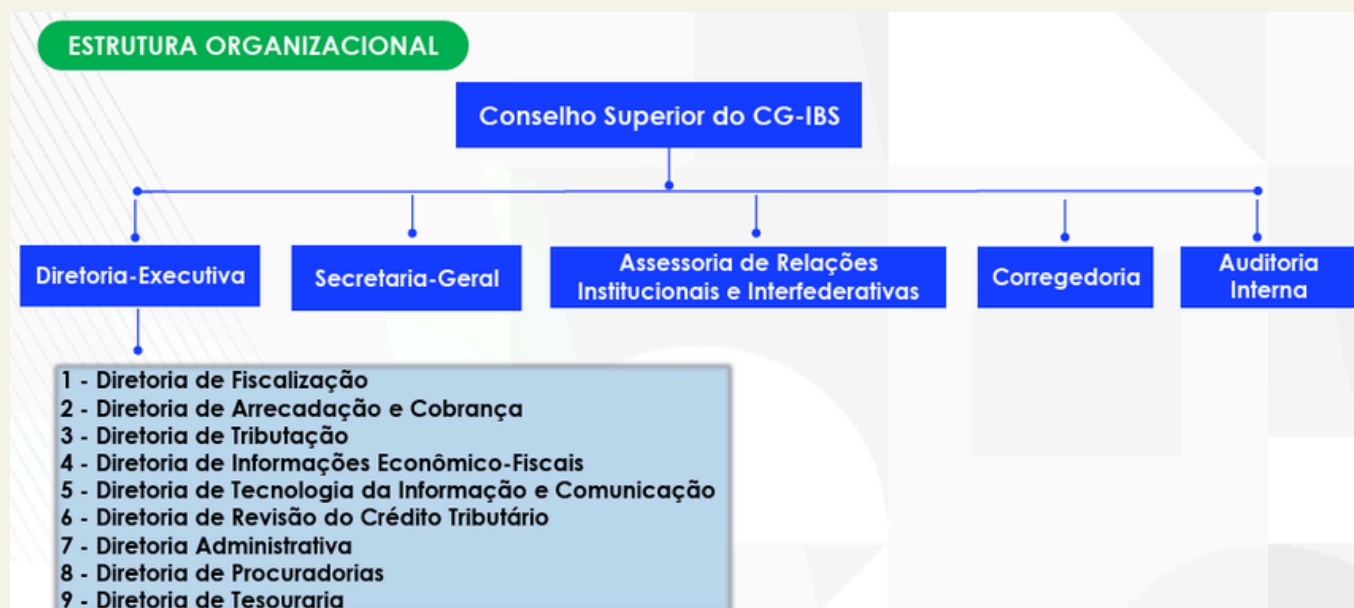 ESTRUTURA ORGANIZACIONAL
Conselho Superior do CG-IBS
Diretoria-Executiva
Secretaria-Geral
Assessoria de Relações
Institucionais e Interfederativas
Corregedoria
Auditoria
Interna
1 - Diretoria de Fiscalização
2 - Diretoria de Arrecadação e Cobrança
3 - Diretoria de Tributação
4 - Diretoria de Informações Econômico-Fiscais
5 - Diretoria de Tecnologia da Informação e Comunicação
6 - Diretoria de Revisão do Crédito Tributário
7 - Diretoria Administrativa
8 - Diretoria de Procuradorias
9 - Diretoria de Tesouraria